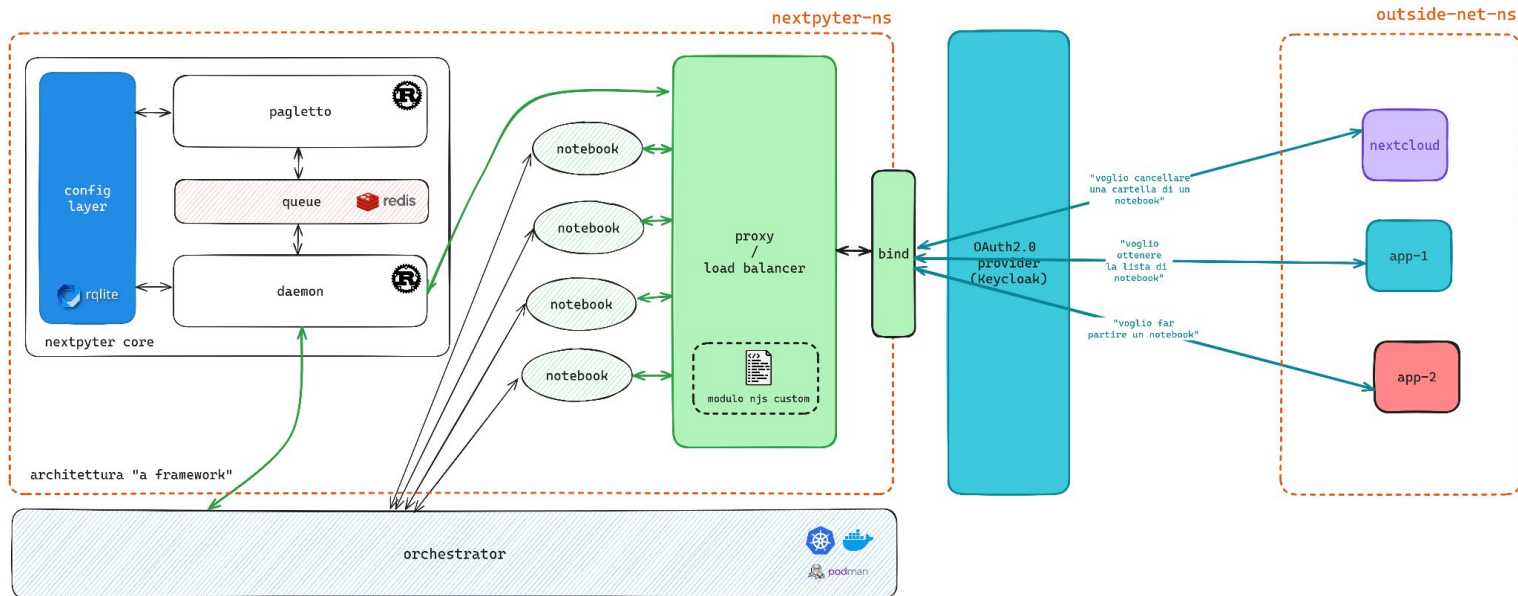 nextpyter-ns
outside-net-ns
pagletto
config
layer
queue
redis
daemon
rqlite
nextpyter core
architettura "a framework"
notebook
notebook
notebook
notebook
proxy
/
load balancer
modulo njs custom
bind
OAuth2.0
provider
(Keycloak)
"voglio cancellare
una cartella di un
notebook"
"voglio
ottenere
la lista di
notebook"
"voglio far
partire un notebook"
nextcloud
app-1
app-2
orchestrator
podman